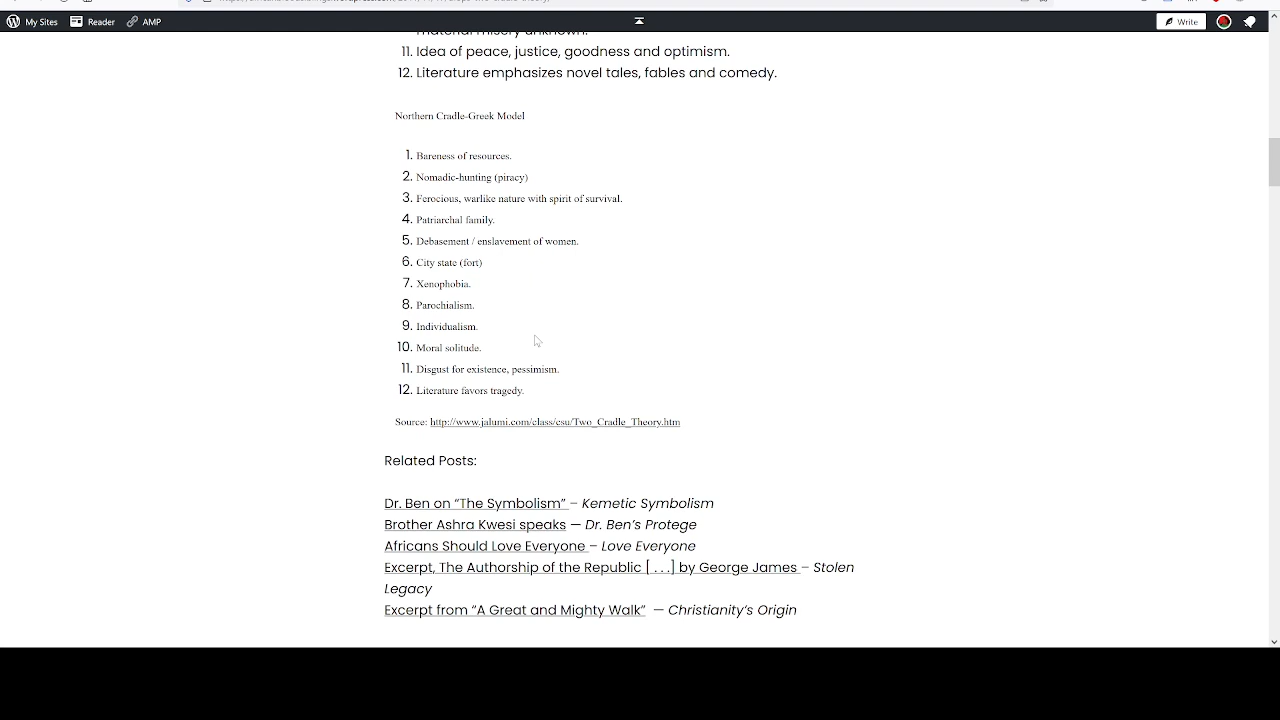 My Sites
Reader
AMP
Write
material misery unknown.
11. Idea of peace, justice, goodness and optimism.
12. Literature emphasizes novel tales, fables and comedy.
Northern Cradle-Greek Model
1. Bareness of resources.
2. Nomadic-hunting (piracy)
3. Ferocious, warlike nature with spirit of survival.
4. Patriarchal family.
5. Debasement / enslavement of women.
6. City state (fort)
7. Xenophobia.
8. Parochialism.
9. Individualism.
10. Moral solitude.
11. Disgust for existence, pessimism.
12. Literature favors tragedy.
Source: http://www.jalumi.com/class/csu/Two_Cradle_Theory.htm
Related Posts:
Dr. Ben on “The Symbolism” – Kemetic Symbolism
Brother Ashra Kwesi speaks — Dr. Ben’s Protege
Africans Should Love Everyone – Love Everyone
Excerpt, The Authorship of the Republic [ . . .] by George James – Stolen
Legacy
Excerpt from “A Great and Mighty Walk” — Christianity’s Origin